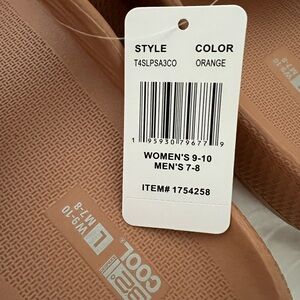 STYLE COLOR
T4SLPSA3CO ORANGE
1 95930 79677 9
WOMEN'S 9-10
MEN'S 7-8
ITEM# 1754258
W 9-10
M 7-8
L
32
COOL